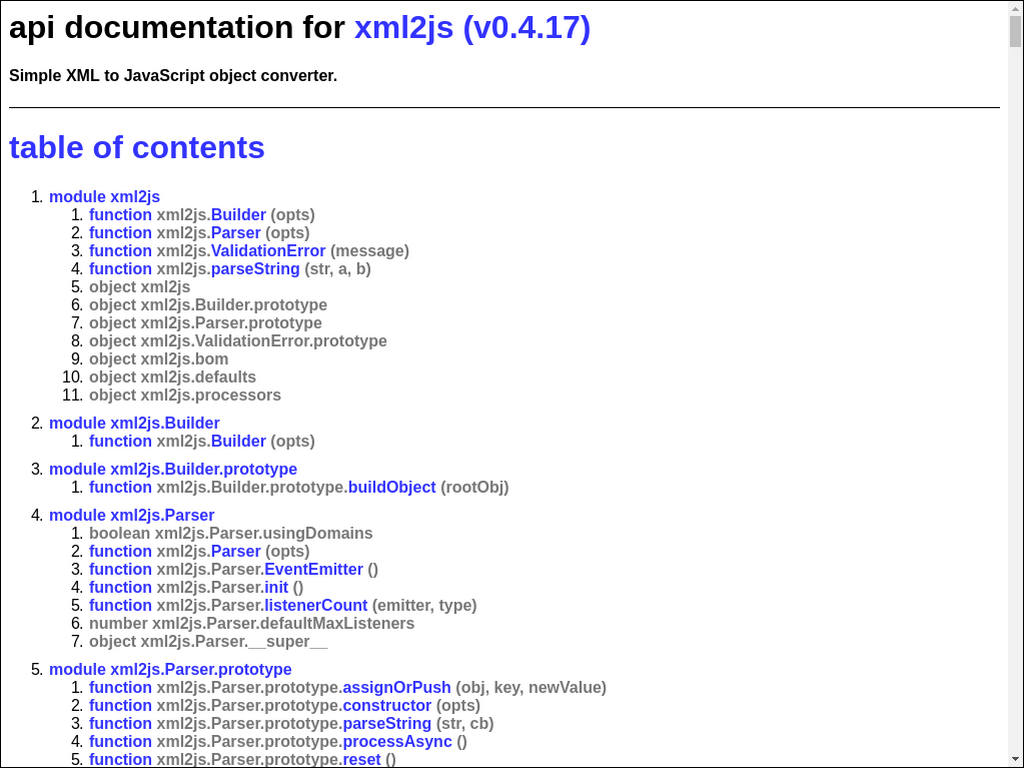 api documentation for xml2js (v0.4.17)
Simple XML to JavaScript object converter.
table of contents
1. module xml2js
1. function xml2js.Builder (opts)
2. function xml2js.Parser (opts)
3. function xml2js.ValidationError (message)
4. function xml2js.parseString (str, a, b)
5. object xml2js
6. object xml2js.Builder.prototype
7. object xml2js.Parser.prototype
8. object xml2js.ValidationError.prototype
9. object xml2js.bom
10. object xml2js.defaults
11. object xml2js.processors
2. module xml2js.Builder
1. function xml2js.Builder (opts)
3. module xml2js.Builder.prototype
1. function xml2js.Builder.prototype.buildObject (rootObj)
4. module xml2js.Parser
1. boolean xml2js.Parser.usingDomains
2. function xml2js.Parser (opts)
3. function xml2js.Parser.EventEmitter ()
4. function xml2js.Parser.init ()
5. function xml2js.Parser.listenerCount (emitter, type)
6. number xml2js.Parser.defaultMaxListeners
7. object xml2js.Parser.__super__
5. module xml2js.Parser.prototype
1. function xml2js.Parser.prototype.assignOrPush (obj, key, newValue)
2. function xml2js.Parser.prototype.constructor (opts)
3. function xml2js.Parser.prototype.parseString (str, cb)
4. function xml2js.Parser.prototype.processAsync ()
5. function xml2js.Parser.prototype.reset ()